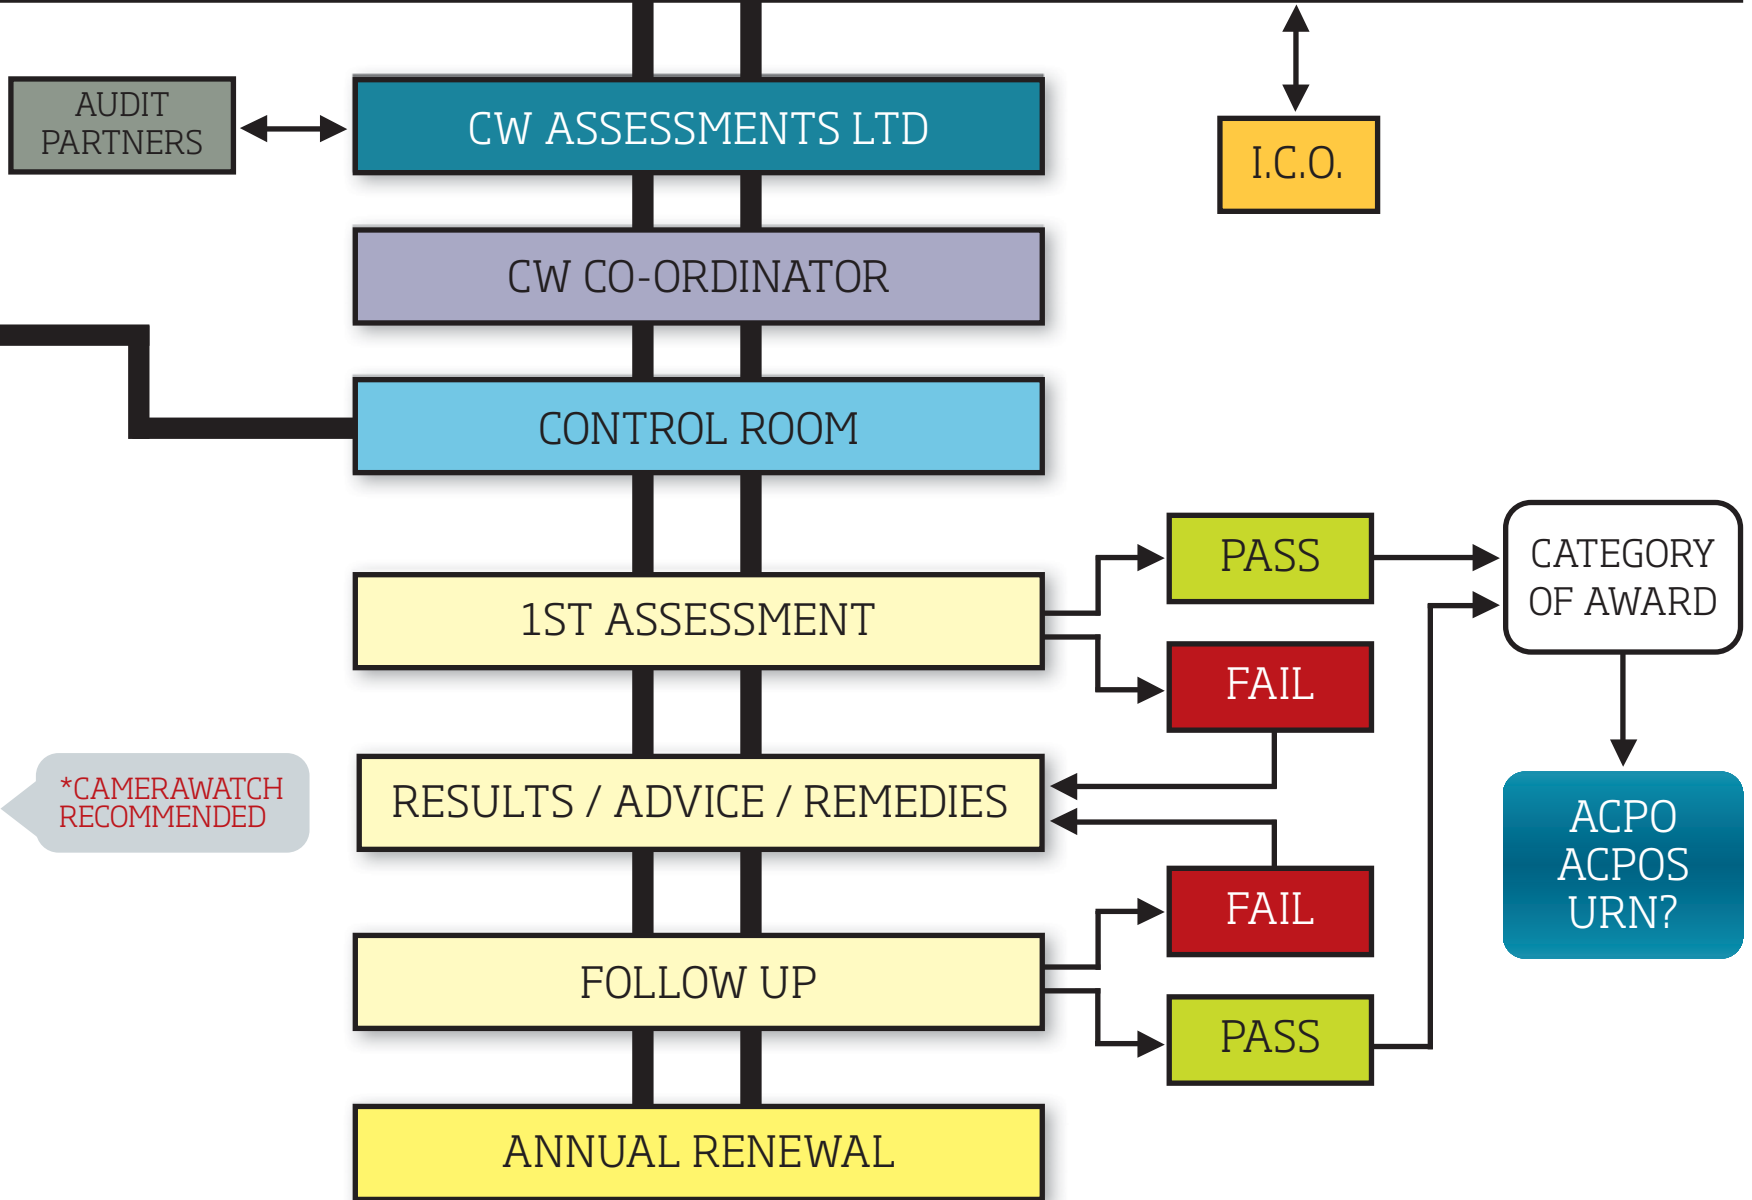 AUDIT
PARTNERS
CW ASSESSMENTS LTD
I.C.O.
CW CO-ORDINATOR
CONTROL ROOM
1ST ASSESSMENT
PASS
CATEGORY
OF AWARD
FAIL
*CAMERAWATCH
RECOMMENDED
RESULTS / ADVICE / REMEDIES
ACPO
ACPOS
URN?
FAIL
FOLLOW UP
PASS
ANNUAL RENEWAL